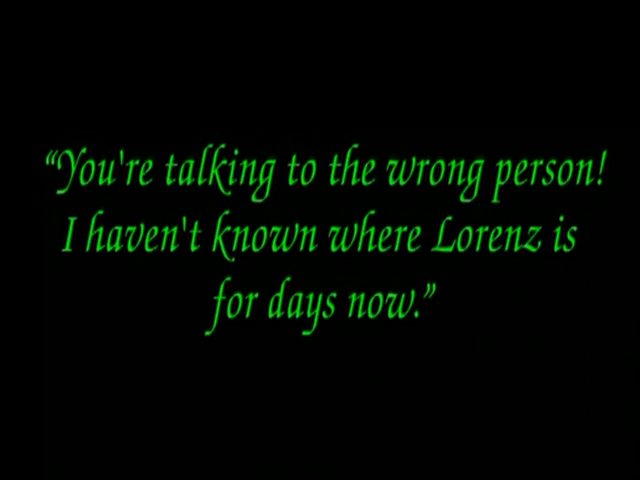 “You're talking to the wrong person!
I haven't known where Lorenz is
for days now.”